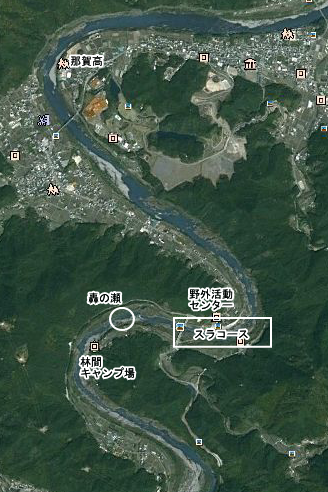 那賀高
轟の瀬
野外活動
センター
スラコース
林間
キャンプ場